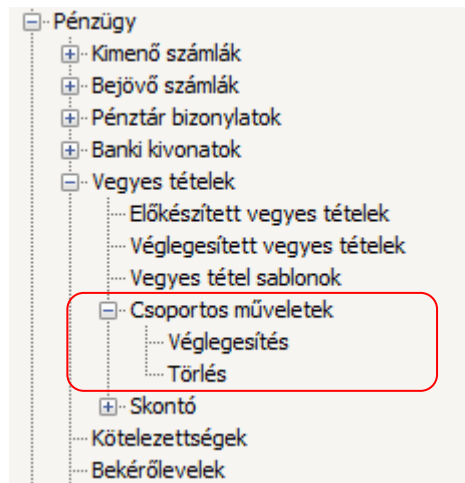 Pénzügy
Kimenő számlák
Bejövő számlák
Pénztár bizonylatok
Banki kivonatok
Vegyes tételek
Előkészített vegyes tételek
Véglegesített vegyes tételek
Vegyes tétel sablonok
Csoportos műveletek
Véglegesítés
Törlés
Skontó
Kötelezettségek
Bekérőlevelek